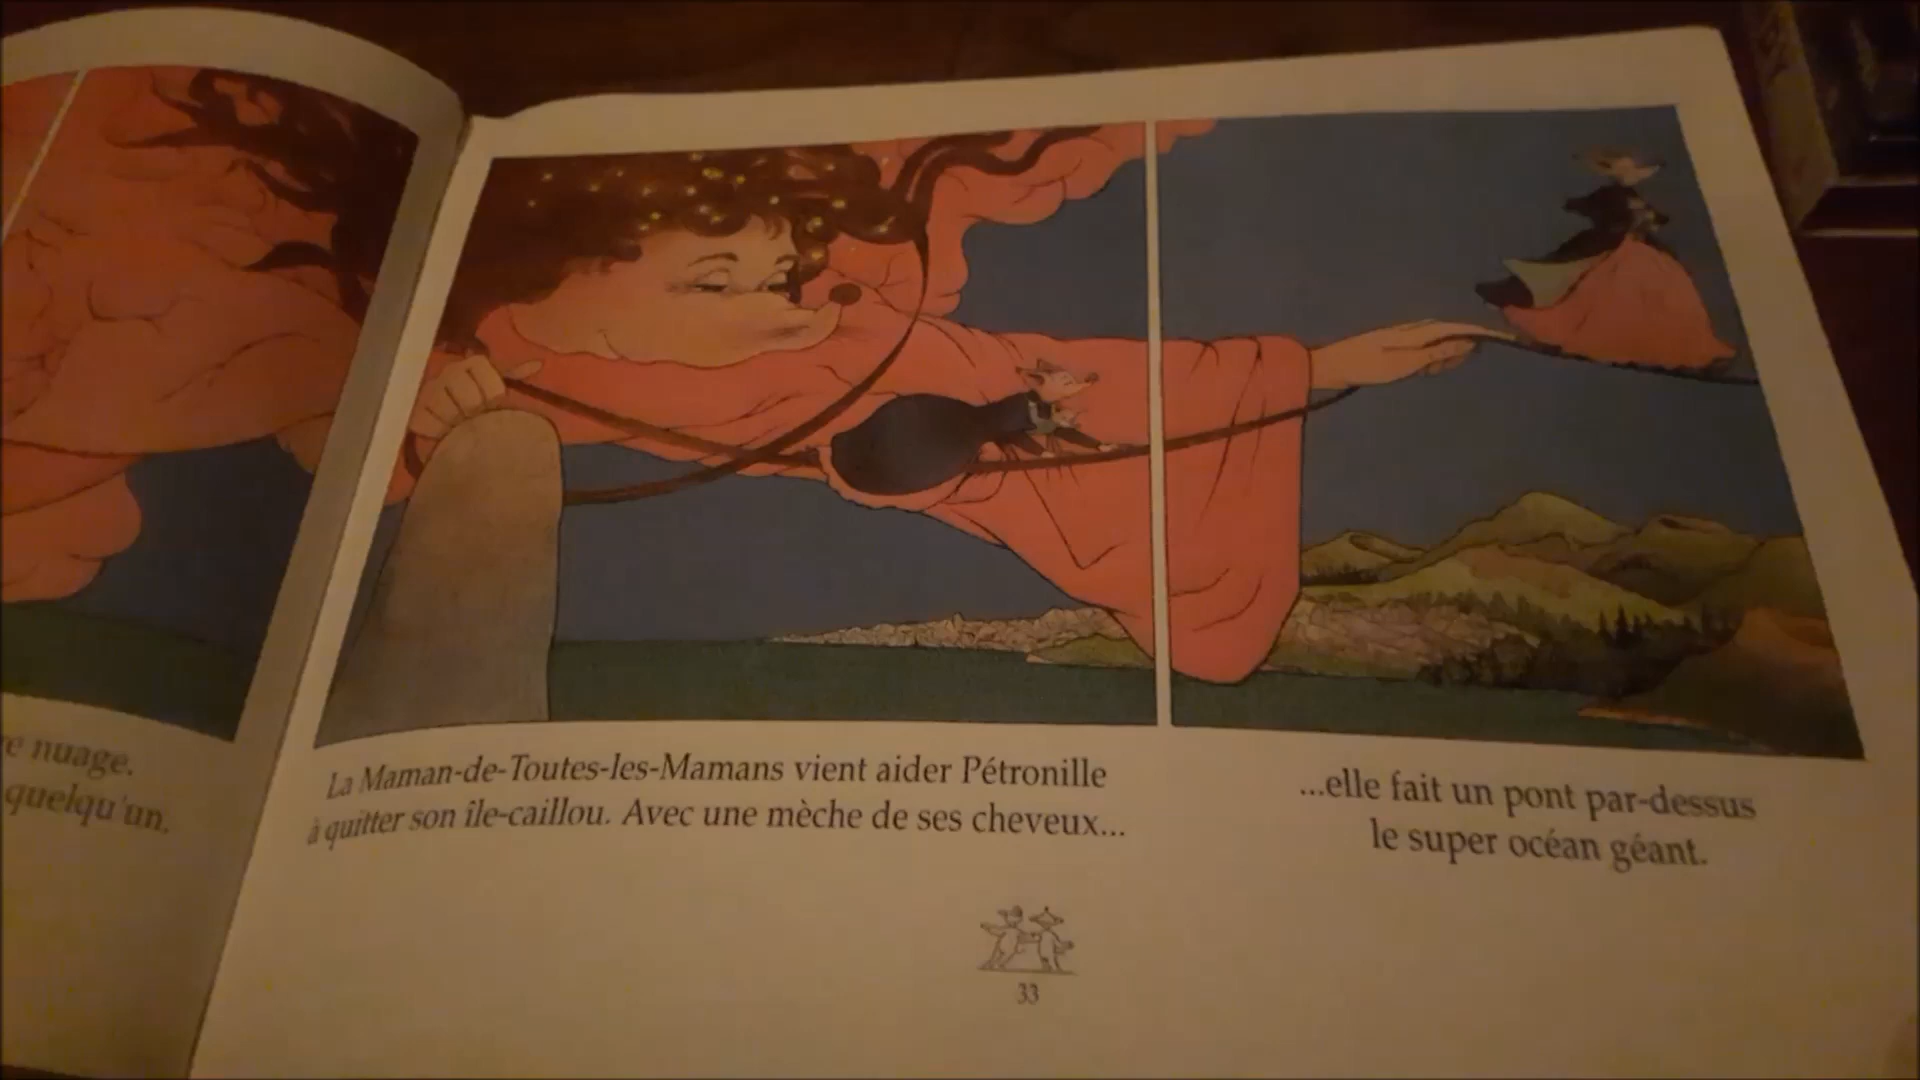 re nuage.
quelqu'un.
La Maman-de-Toutes-les-Mamans vient aider Pétronille
à quitter son île-caillou. Avec une mèche de ses cheveux...
...elle fait un pont par-dessus
le super océan géant.
33